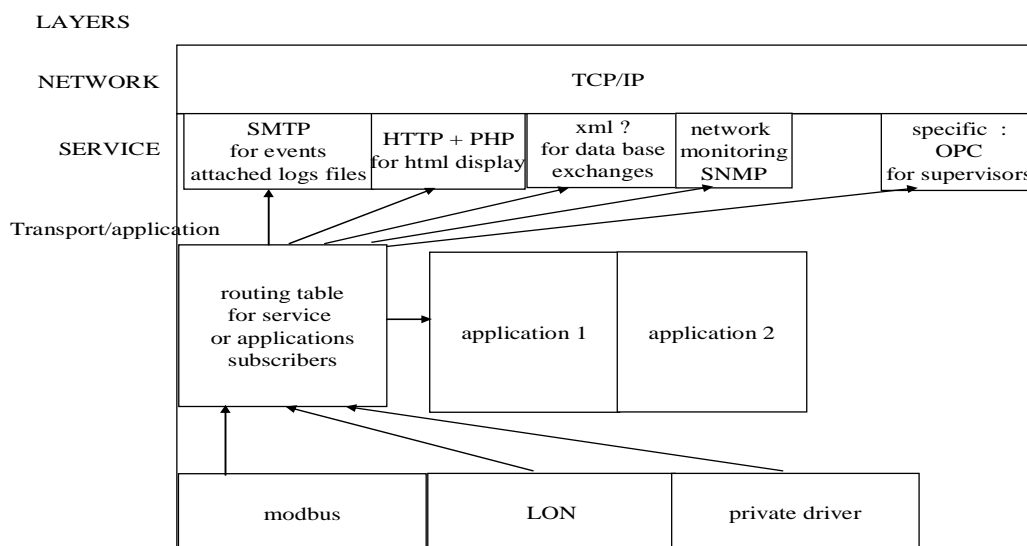 LAYERS
NETWORK
TCP/IP
SERVICE
SMTP
for events
attached logs files
HTTP + PHP
for html display
xml ?
for data base
exchanges
network
monitoring
SNMP
specific :
OPC
for supervisors
Transport/application
routing table
for service
or applications
subscribers
application 1
application 2
modbus
LON
private driver